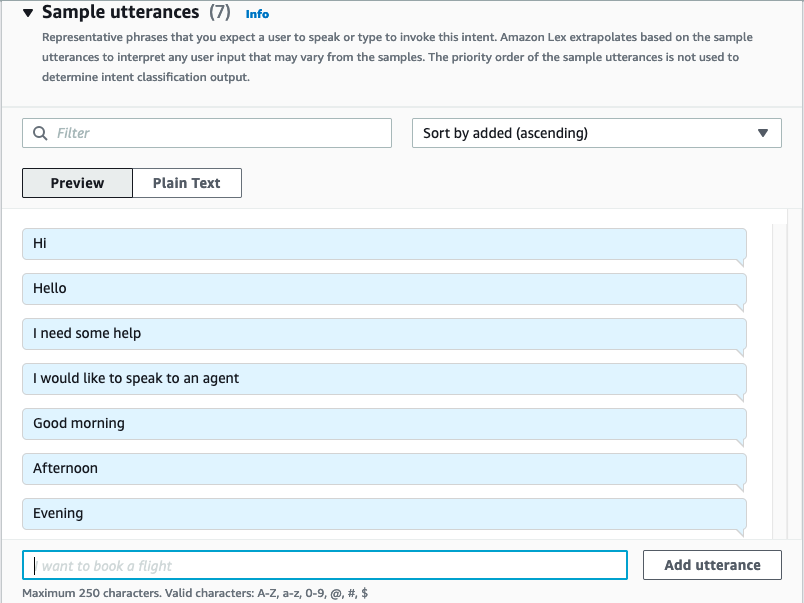 Sample utterances (7) Info
Representative phrases that you expect a user to speak or type to invoke this intent. Amazon Lex extrapolates based on the sample
utterances to interpret any user input that may vary from the samples. The priority order of the sample utterances is not used to
determine intent classification output.
Filter
Sort by added (ascending)
Preview
Plain Text
Hi
Hello
I need some help
I would like to speak to an agent
Good morning
Afternoon
Evening
I want to book a flight
Add utterance
Maximum 250 characters. Valid characters: A-Z, a-z, 0-9, @, #, $